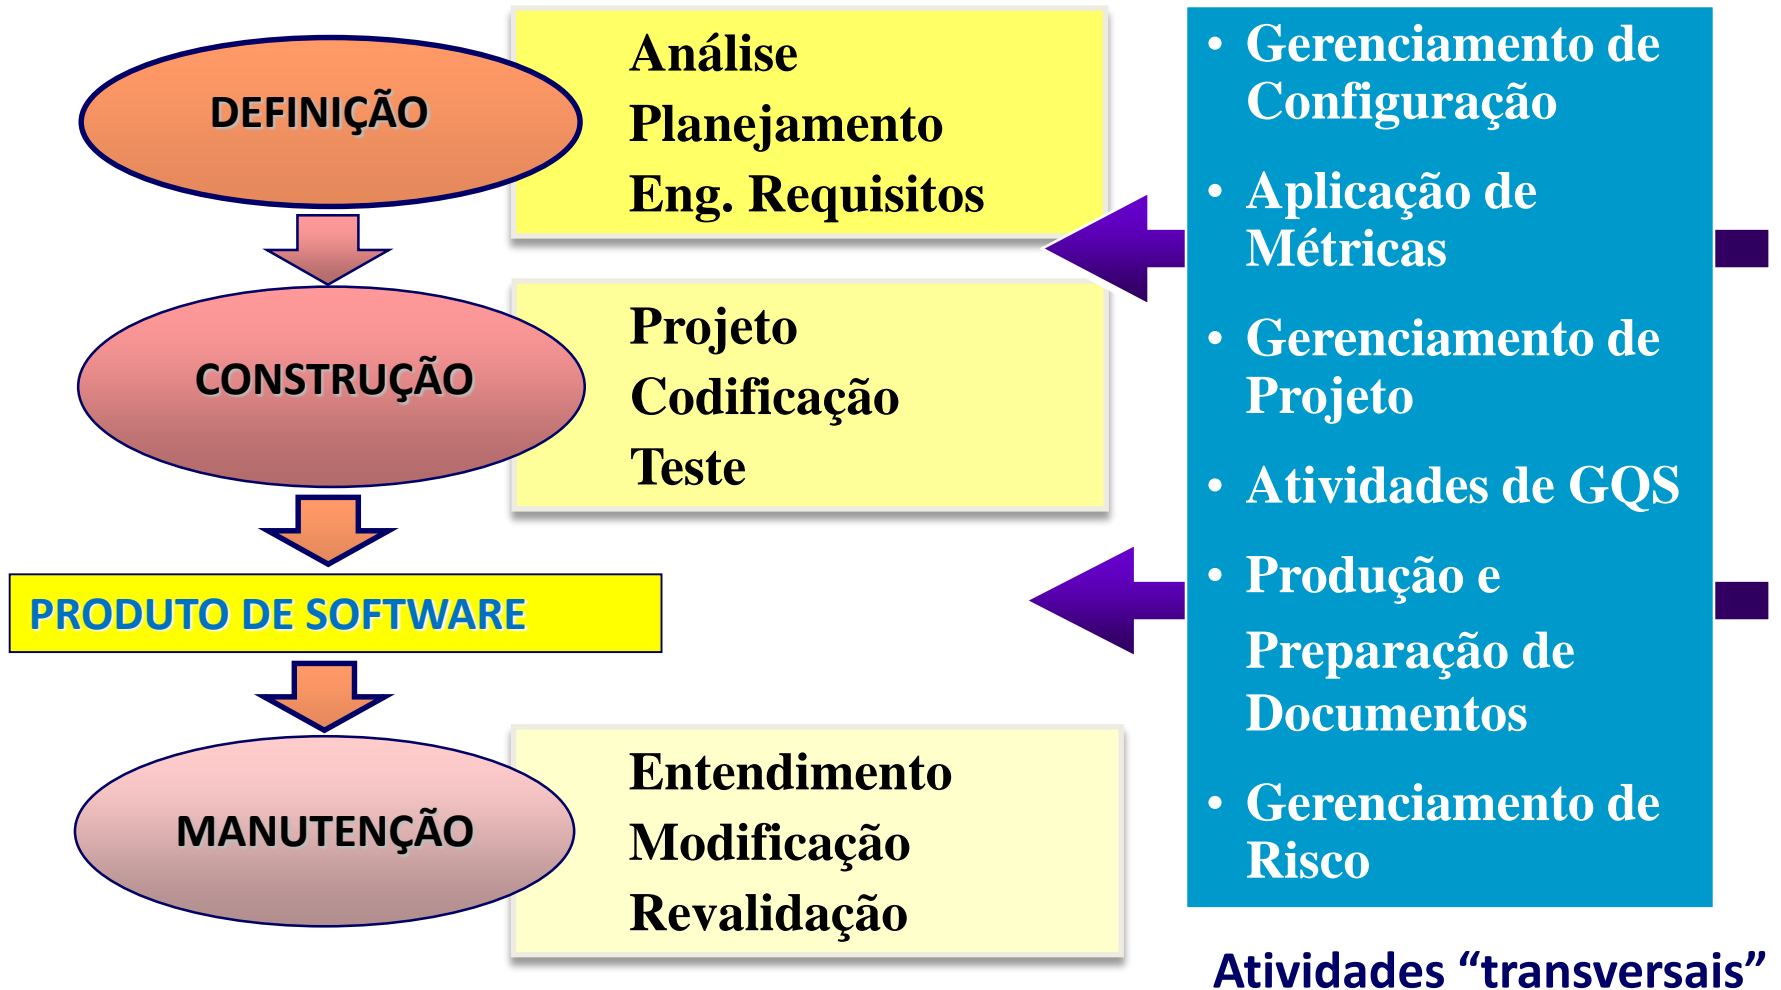 DEFINIÇÃO
Análise
Planejamento
Eng. Requisitos
CONSTRUÇÃO
Projeto
Codificação
Teste
PRODUTO DE SOFTWARE
MANUTENÇÃO
Entendimento
Modificação
Revalidação
• Gerenciamento de
Configuração
• Aplicação de
Métricas
• Gerenciamento de
Projeto
• Atividades de GQS
• Produção e
Preparação de
Documentos
• Gerenciamento de
Risco
Atividades “transversais”